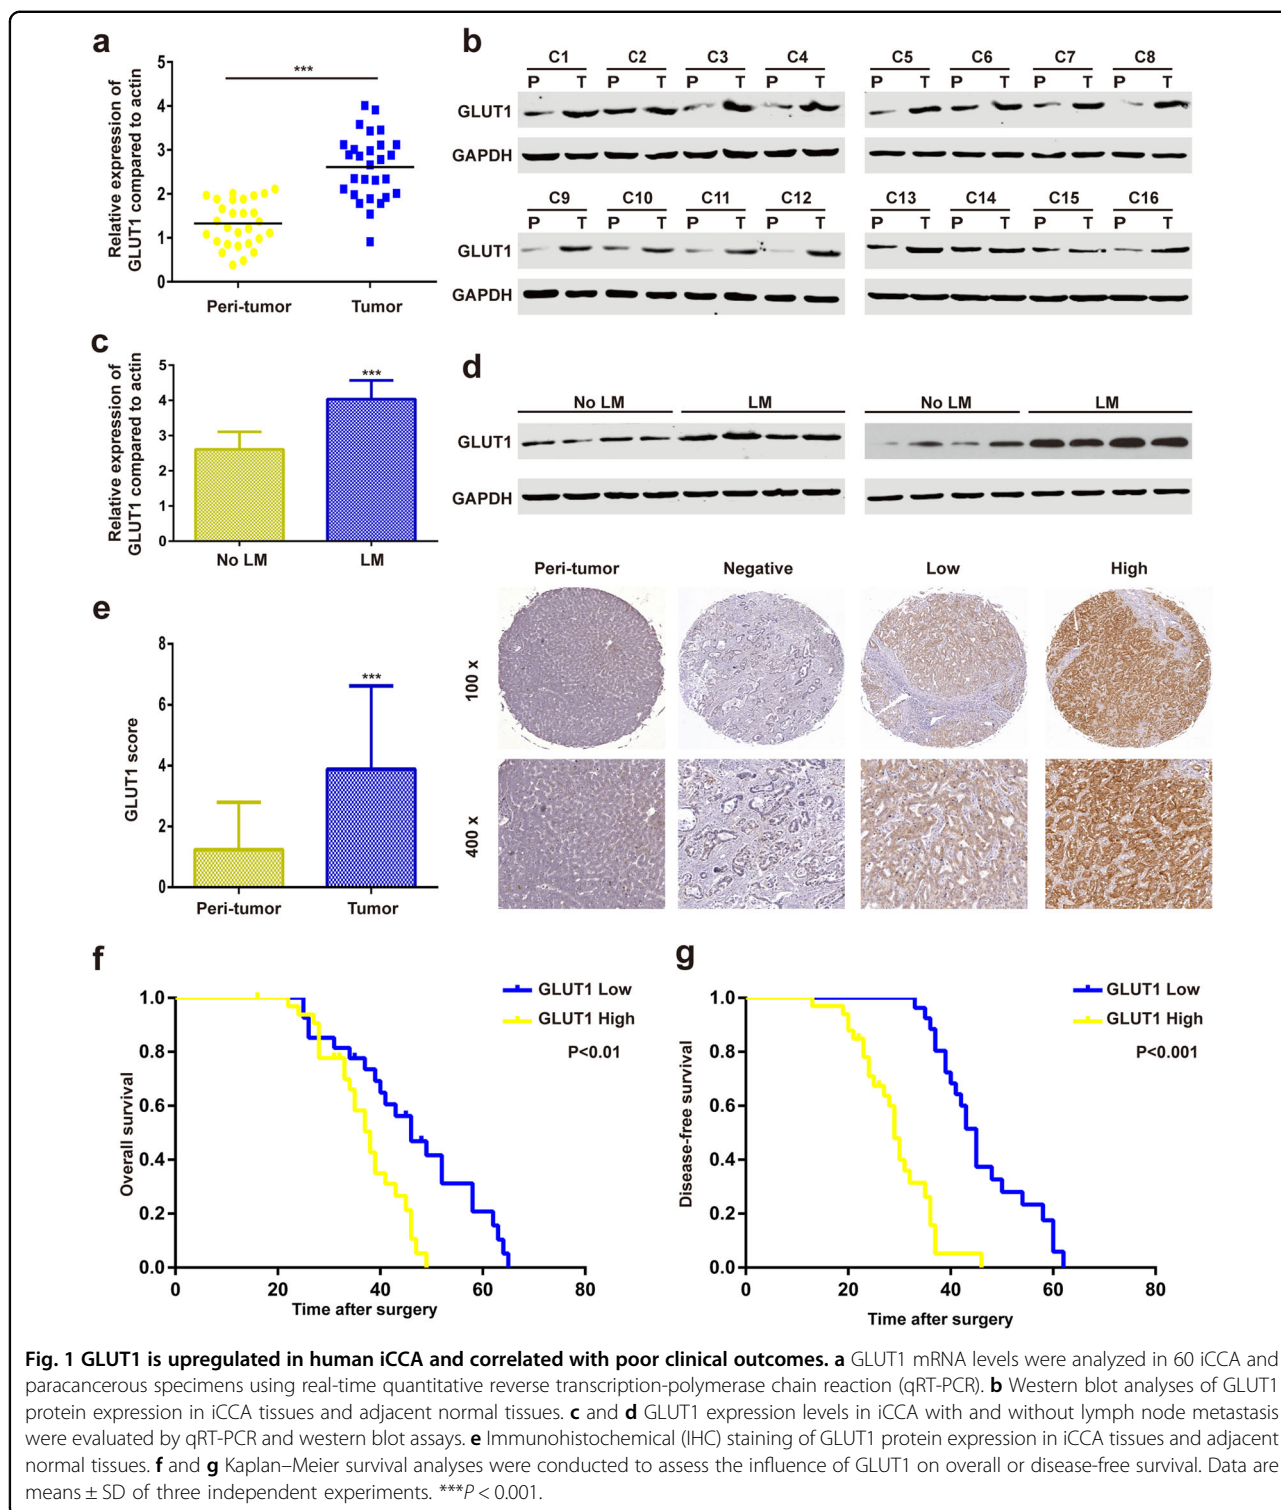 a
Relative expression of
GLUT1 compared to actin
5
4
3
2
1
0
***
Peri-tumor Tumor
b
C1 C2 C3 C4
P T P T P T P T
GLUT1
GAPDH
C5 C6 C7 C8
P T P T P T P T
C9 C10 C11 C12
P T P T P T P T
GLUT1
GAPDH
C13 C14 C15 C16
P T P T P T P T
c
Relative expression of
GLUT1 compared to actin
5
4
3
2
1
0
***
No LM LM
d
No LM LM
GLUT1
GAPDH
No LM LM
e
GLUT1 score
8
6
4
2
0
***
Peri-tumor Tumor
Peri-tumor Negative Low High
100 x
400 x
f
Overall survival
1.0
0.8
0.6
0.4
0.2
0.0
0 20 40 60 80
Time after surgery
GLUT1 Low
GLUT1 High
P<0.01
g
Disease-free survival
1.0
0.8
0.6
0.4
0.2
0.0
0 20 40 60 80
Time after surgery
GLUT1 Low
GLUT1 High
P<0.001
Fig. 1 GLUT1 is upregulated in human iCCA and correlated with poor clinical outcomes. a GLUT1 mRNA levels were analyzed in 60 iCCA and
paracancerous specimens using real-time quantitative reverse transcription-polymerase chain reaction (qRT-PCR). b Western blot analyses of GLUT1
protein expression in iCCA tissues and adjacent normal tissues. c and d GLUT1 expression levels in iCCA with and without lymph node metastasis
were evaluated by qRT-PCR and western blot assays. e Immunohistochemical (IHC) staining of GLUT1 protein expression in iCCA tissues and adjacent
normal tissues. f and g Kaplan–Meier survival analyses were conducted to assess the influence of GLUT1 on overall or disease-free survival. Data are
means ± SD of three independent experiments. ***P < 0.001.